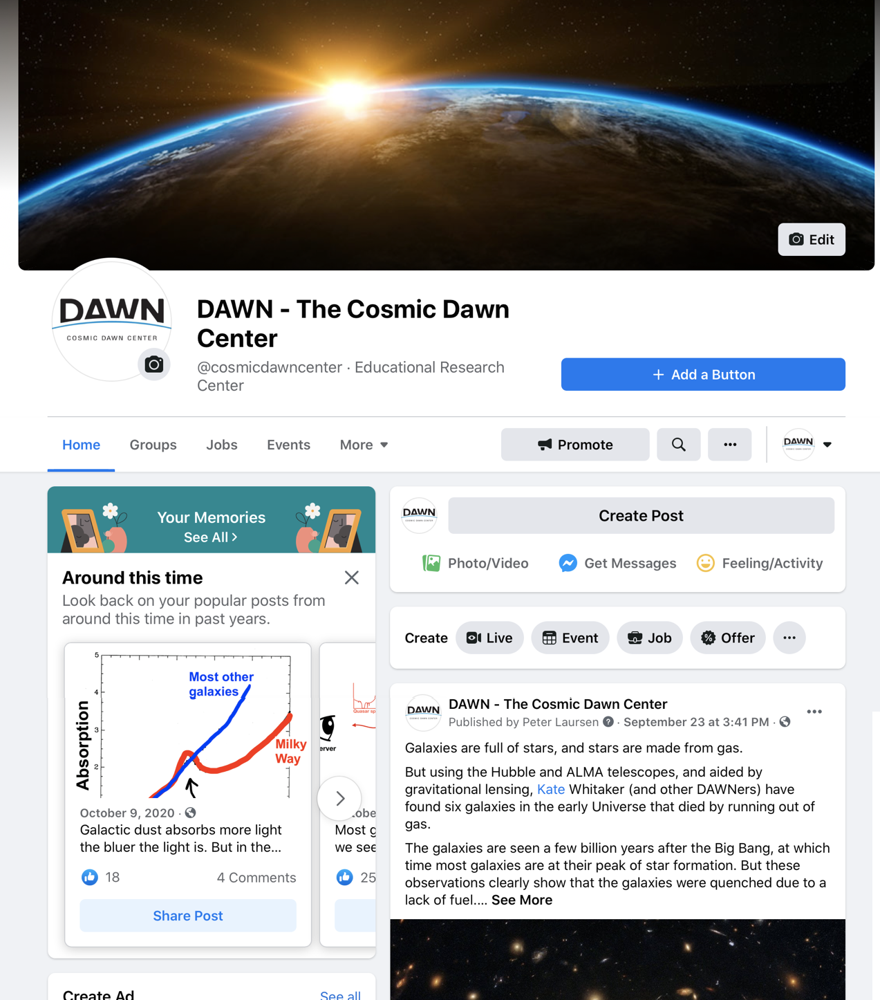 Edit
DAWN
COSMIC DAWN CENTER
DAWN - The Cosmic Dawn
Center
@cosmicdawncenter · Educational Research
Center
+ Add a Button
Home
Groups
Jobs
Events
More
Promote
DAWN
COSMIC DAWN CENTER
Your Memories
See All >
Around this time
Look back on your popular posts from
around this time in past years.
5
4
3
2
Absorption
Most other
galaxies
Milky
Way
October 9, 2020 ·
Galactic dust absorbs more light
the bluer the light is. But in the...
18
4 Comments
Share Post
Quasar sp
erver
tobe
Most g
we see
25
Create Ad
See all
DAWN
COSMIC DAWN CENTER
Create Post
Photo/Video
Get Messages
Feeling/Activity
Create
Live
Event
Job
Offer
DAWN
COSMIC DAWN CENTER
DAWN - The Cosmic Dawn Center
Published by Peter Laursen · September 23 at 3:41 PM ·
Galaxies are full of stars, and stars are made from gas.
But using the Hubble and ALMA telescopes, and aided by
gravitational lensing, Kate Whitaker (and other DAWNers) have
found six galaxies in the early Universe that died by running out of
gas.
The galaxies are seen a few billion years after the Big Bang, at which
time most galaxies are at their peak of star formation. But these
observations clearly show that the galaxies were quenched due to a
lack of fuel.... See More